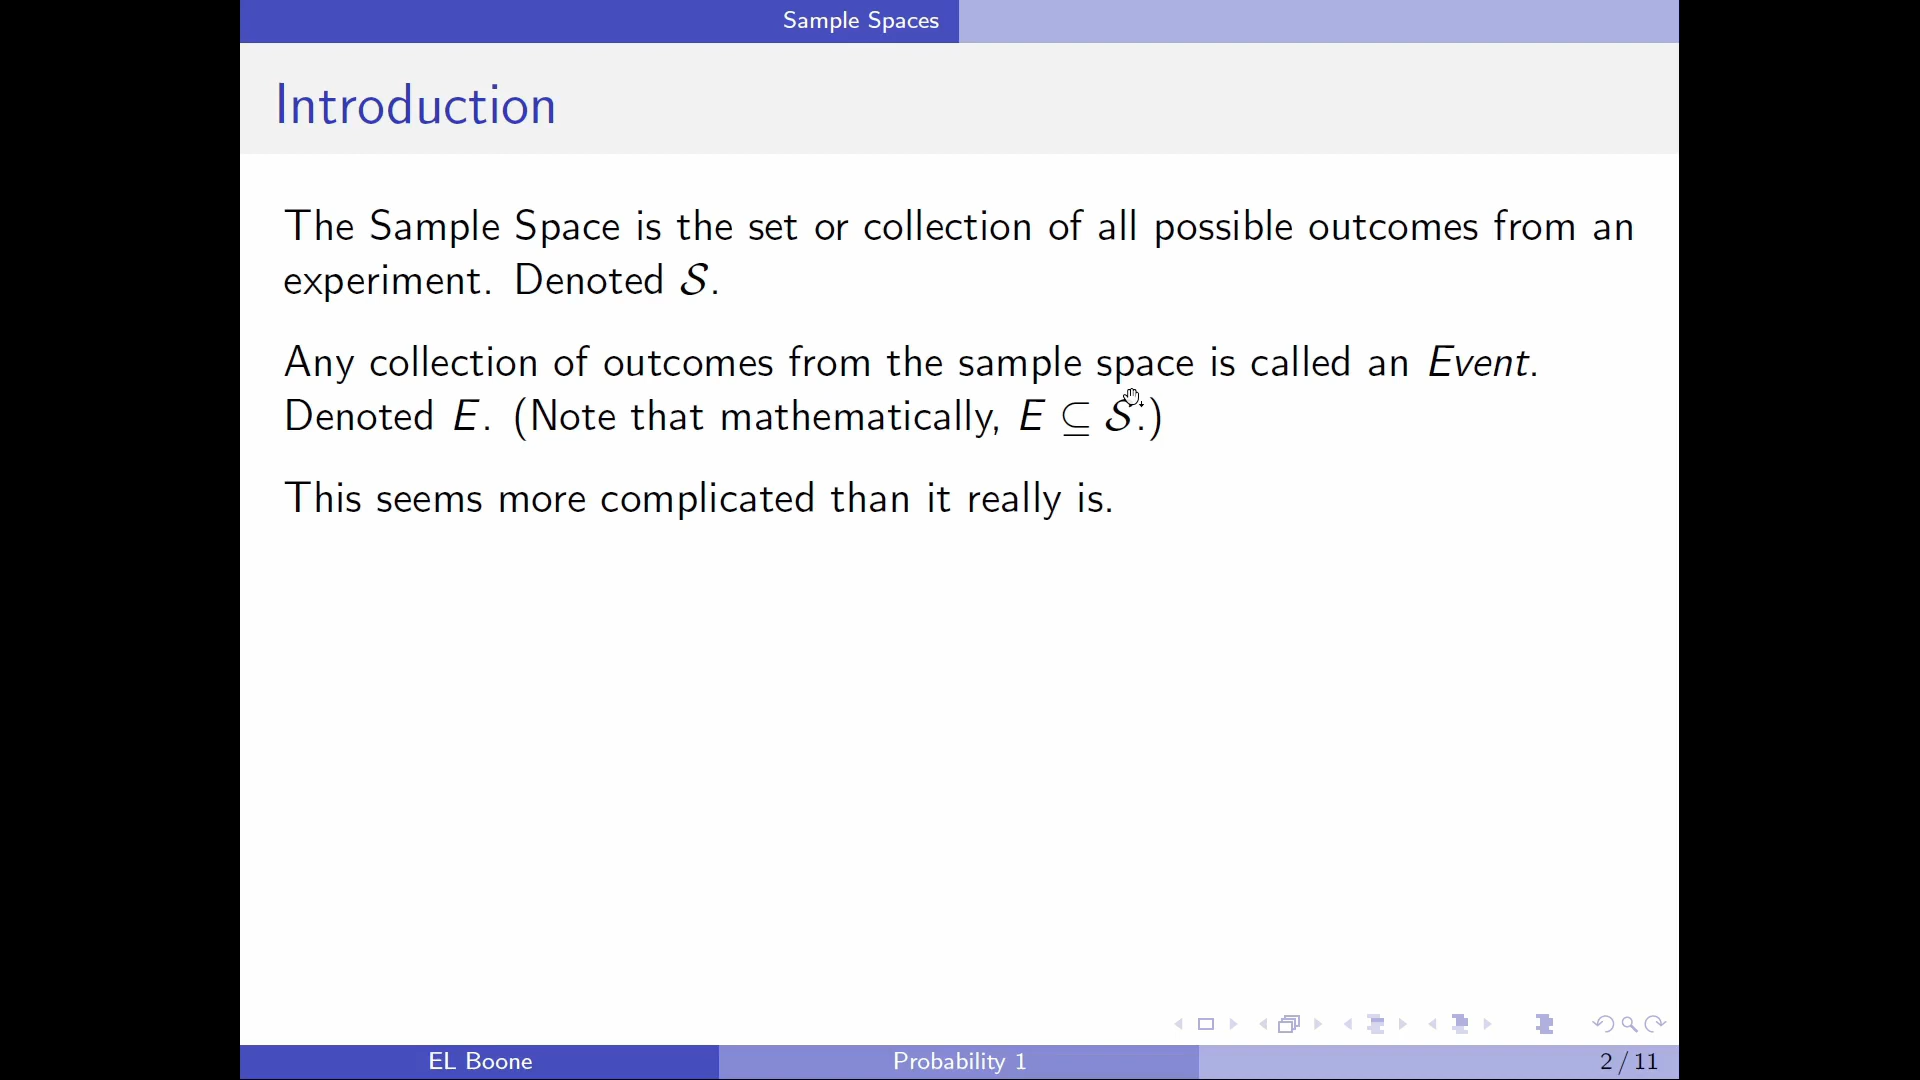 Sample Spaces
Introduction
The Sample Space is the set or collection of all possible outcomes from an
experiment. Denoted 𝒮.
Any collection of outcomes from the sample space is called an Event.
Denoted E. (Note that mathematically, E ⊆ 𝒮.)
This seems more complicated than it really is.
EL Boone
Probability 1
2 / 11